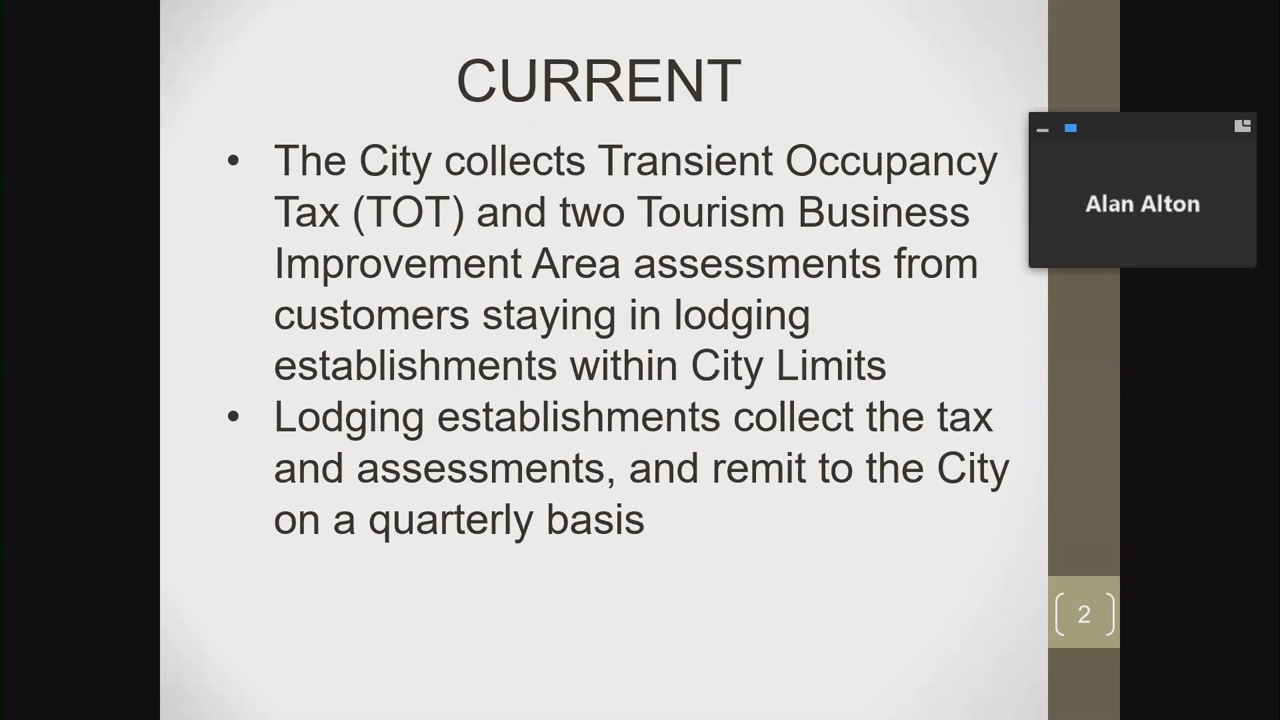 CURRENT
• The City collects Transient Occupancy
Tax (TOT) and two Tourism Business
Improvement Area assessments from
customers staying in lodging
establishments within City Limits
• Lodging establishments collect the tax
and assessments, and remit to the City
on a quarterly basis
Alan Alton
2